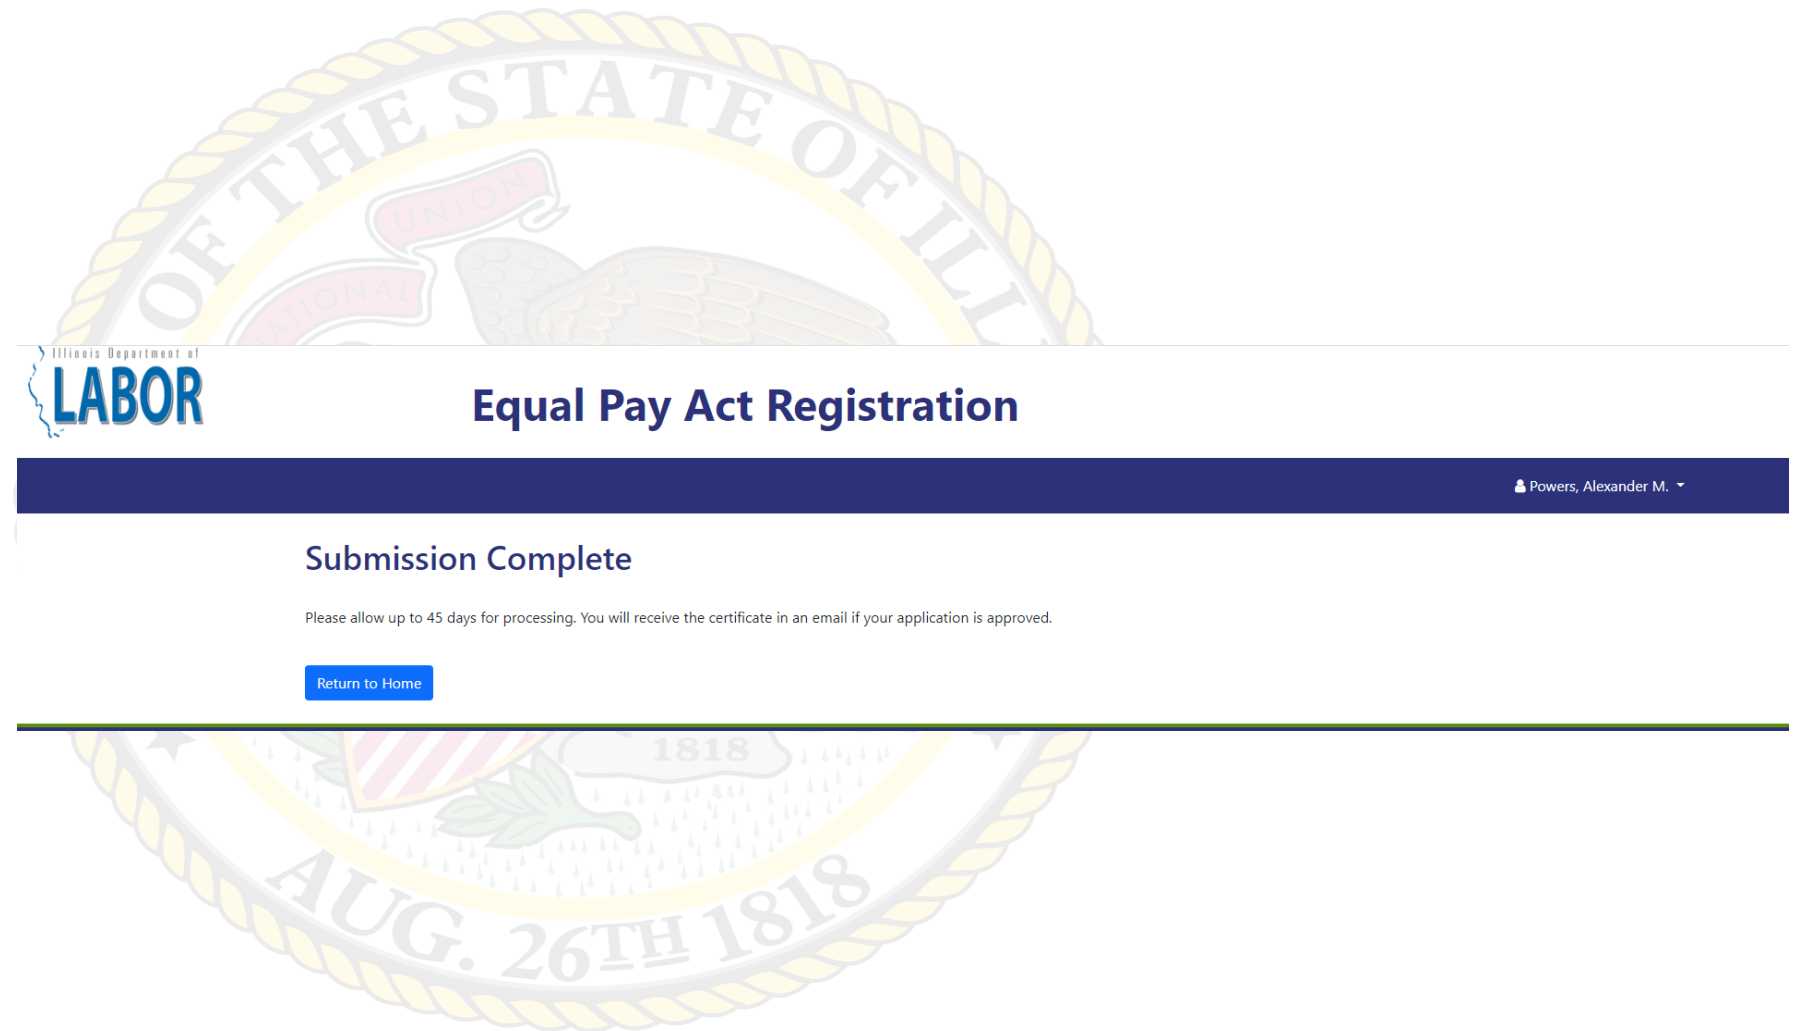 OF THE STATE OF ILL
UNION
ATIONAL
Illinois Department of
LABOR
Equal Pay Act Registration
Powers, Alexander M.
Submission Complete
Please allow up to 45 days for processing. You will receive the certificate in an email if your application is approved.
Return to Home
1818
AUG. 26TH 1818